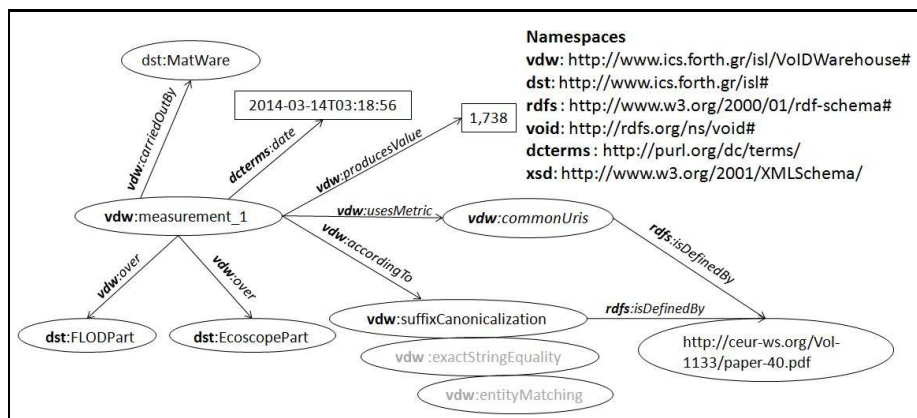 Namespaces
vdw: http://www.ics.forth.gr/isl/VoIDWarehouse#
dst: http://www.ics.forth.gr/isl#
rdfs : http://www.w3.org/2000/01/rdf-schema#
void: http://rdfs.org/ns/void#
dcterms : http://purl.org/dc/terms/
xsd: http://www.w3.org/2001/XMLSchema/
dst:MatWare
2014-03-14T03:18:56
1,738
vdw:carriedOutBy
dcterms:date
vdw:producesValue
vdw:measurement_1
vdw:usesMetric
vdw:commonUris
vdw:over
vdw:over
vdw:accordingTo
rdfs:isDefinedBy
dst:FLODPart
dst:EcoscopePart
vdw:suffixCanonicalization
rdfs:isDefinedBy
vdw :exactStringEquality
vdw:entityMatching
http://ceur-ws.org/Vol-
1133/paper-40.pdf